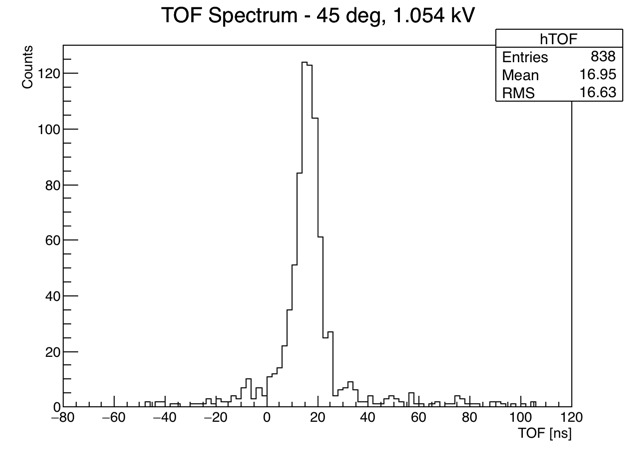 TOF Spectrum - 45 deg, 1.054 kV
hTOF
Entries 838
Mean 16.95
RMS 16.63
Counts
120
100
80
60
40
20
0
−80 −60 −40 −20 0 20 40 60 80 100 120
TOF [ns]